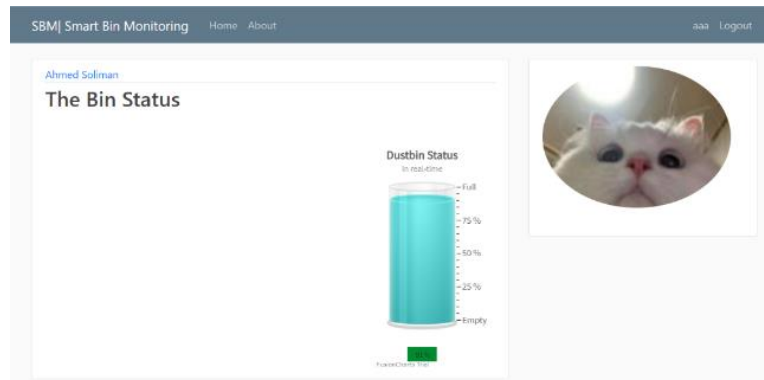 SBM| Smart Bin Monitoring Home About aaa Logout
Ahmed Soliman
The Bin Status
Dustbin Status
In real-time
Full
75 %
50 %
25 %
Empty
FusionCharts Trial